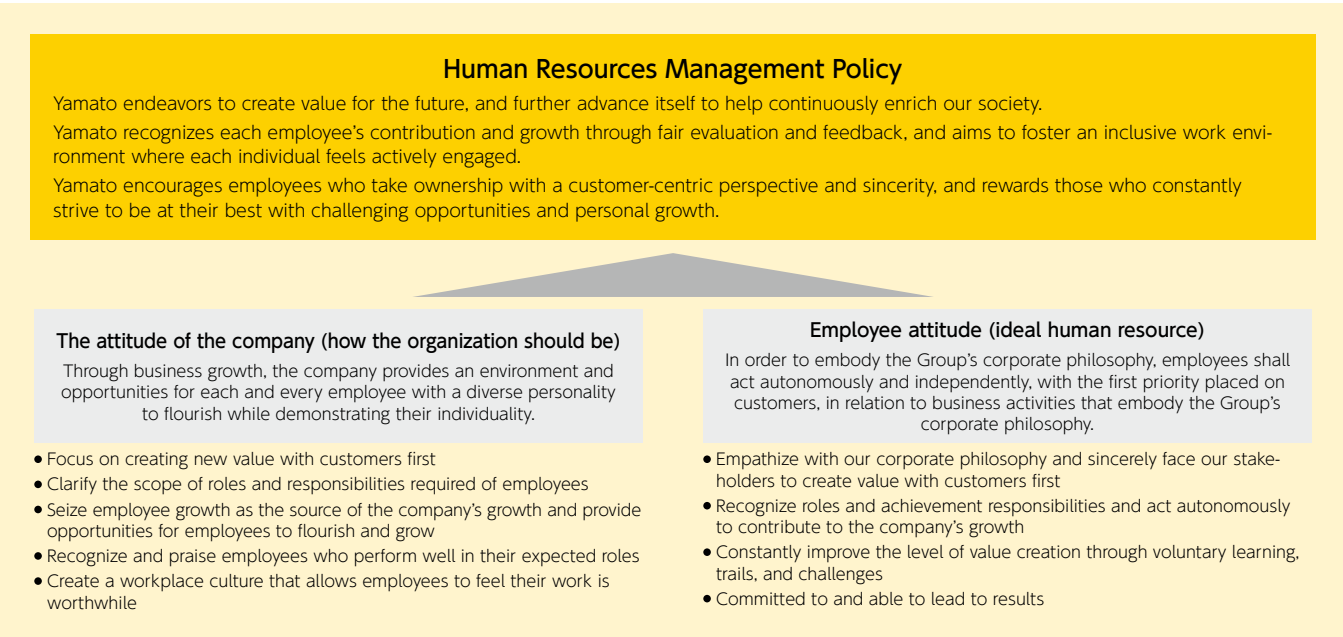 Human Resources Management Policy
Yamato endeavors to create value for the future, and further advance itself to help continuously enrich our society.
Yamato recognizes each employee's contribution and growth through fair evaluation and feedback, and aims to foster an inclusive work envi-
ronment where each individual feels actively engaged.
Yamato encourages employees who take ownership with a customer-centric perspective and sincerity, and rewards those who constantly
strive to be at their best with challenging opportunities and personal growth.
The attitude of the company (how the organization should be)
Through business growth, the company provides an environment and
opportunities for each and every employee with a diverse personality
to flourish while demonstrating their individuality.
● Focus on creating new value with customers first
● Clarify the scope of roles and responsibilities required of employees
● Seize employee growth as the source of the company's growth and provide
opportunities for employees to flourish and grow
● Recognize and praise employees who perform well in their expected roles
● Create a workplace culture that allows employees to feel their work is
worthwhile
Employee attitude (ideal human resource)
In order to embody the Group's corporate philosophy, employees shall
act autonomously and independently, with the first priority placed on
customers, in relation to business activities that embody the Group's
corporate philosophy.
● Empathize with our corporate philosophy and sincerely face our stake-
holders to create value with customers first
● Recognize roles and achievement responsibilities and act autonomously
to contribute to the company's growth
● Constantly improve the level of value creation through voluntary learning,
trails, and challenges
● Committed to and able to lead to results